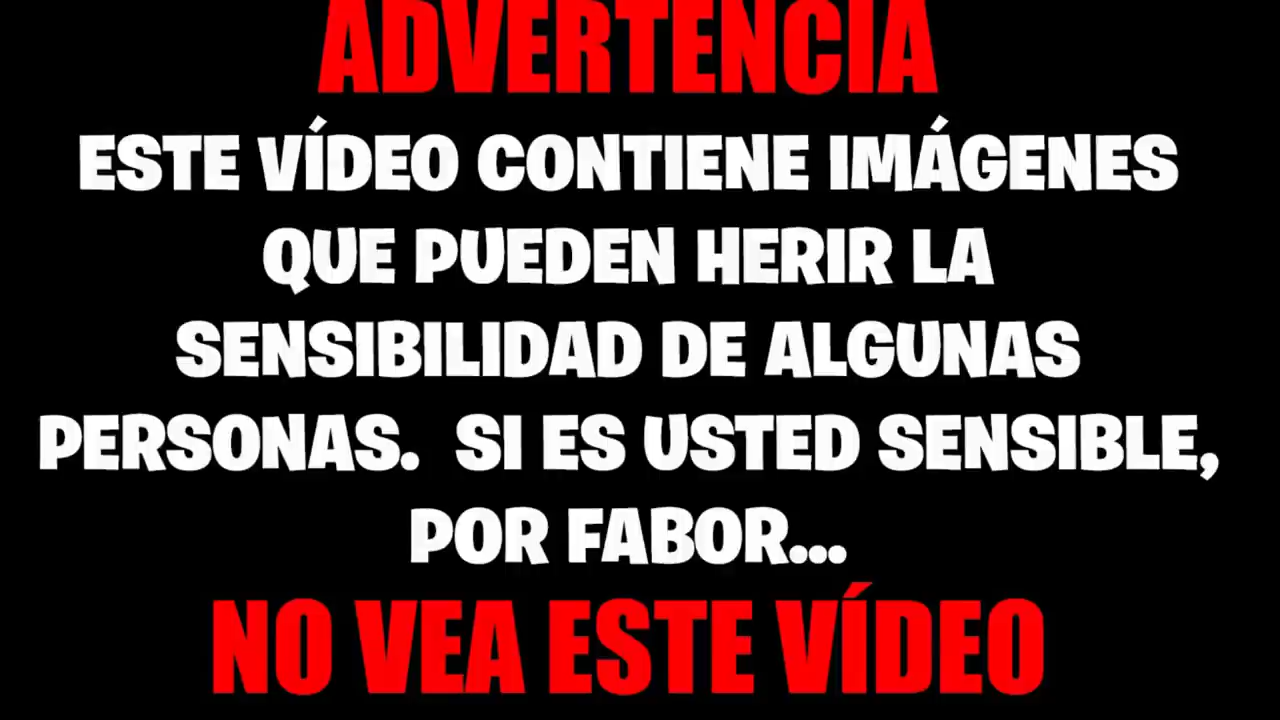 ADVERTENCIA
ESTE VÍDEO CONTIENE IMÁGENES
QUE PUEDEN HERIR LA
SENSIBILIDAD DE ALGUNAS
PERSONAS. SI ES USTED SENSIBLE,
POR FABOR...
NO VEA ESTE VÍDEO